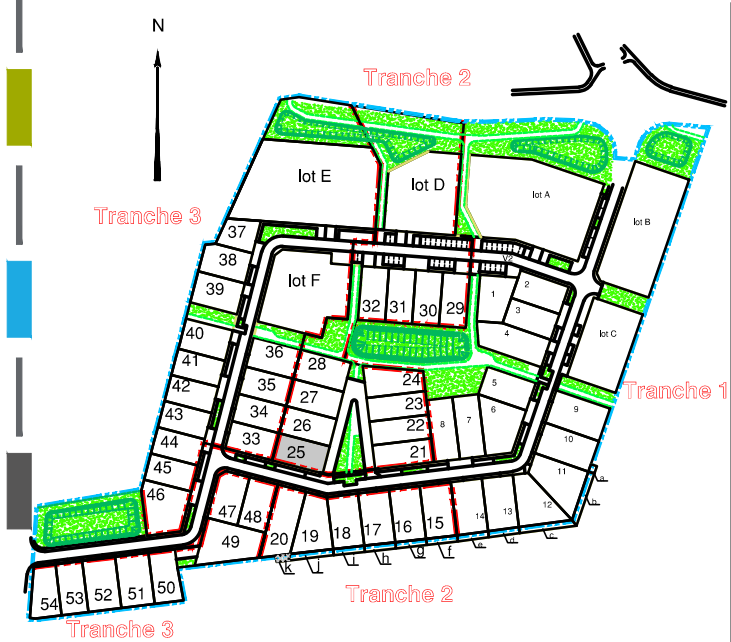 N
Tranche 2
lot E
lot D
lot A
lot B
Tranche 3
37
38
39
V2
lot F
32
31
30
29
1
2
3
4
lot C
40
41
42
43
44
45
46
36
35
34
33
28
27
26
25
24
23
22
21
8
7
5
6
Tranche 1
9
10
11
12
a
b
47
48
49
20
19
18
17
16
15
14
13
k
j
i
h
g
f
e
d
c
54
53
52
51
50
Tranche 2
Tranche 3